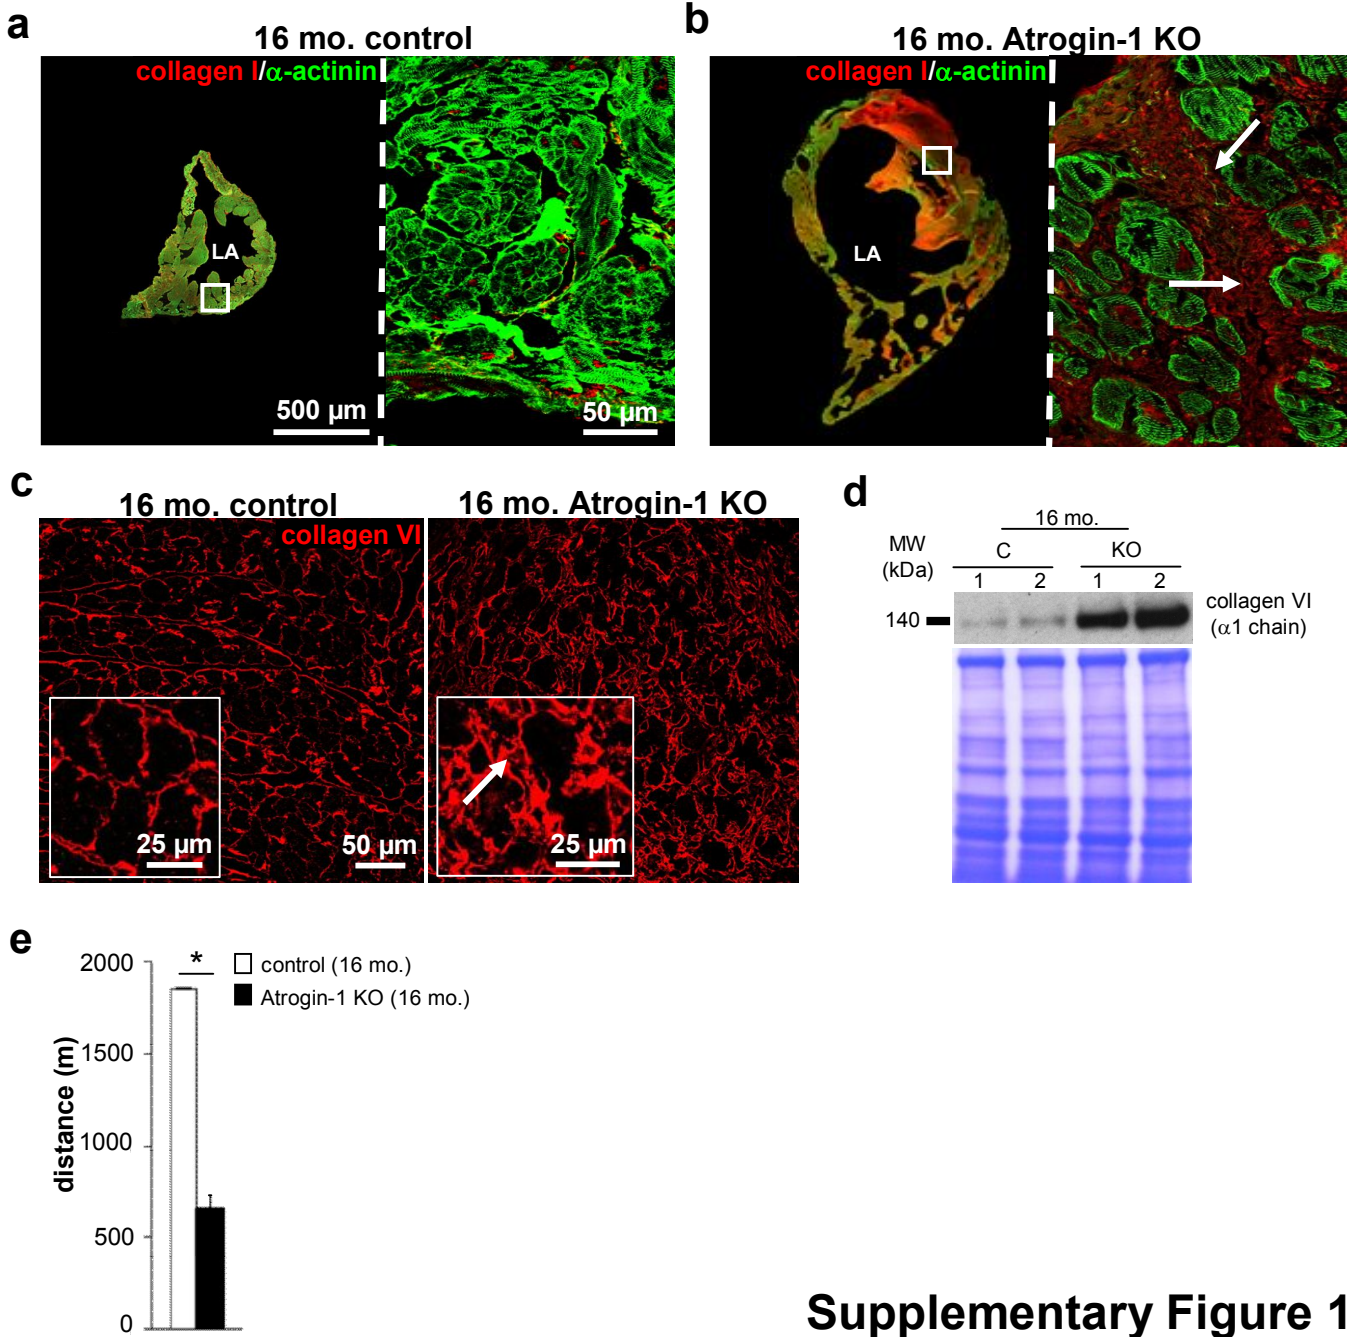 a
16 mo. control
collagen I/α-actinin
LA
500 µm
50 µm
b
16 mo. Atrogin-1 KO
collagen I/α-actinin
LA
c
16 mo. control
collagen VI
25 µm
50 µm
16 mo. Atrogin-1 KO
25 µm
d
16 mo.
MW
(kDa)
C
KO
1 2 1 2
140
collagen VI
(α1 chain)
e
2000
1500
1000
500
0
distance (m)
*
control (16 mo.)
Atrogin-1 KO (16 mo.)
Supplementary Figure 1